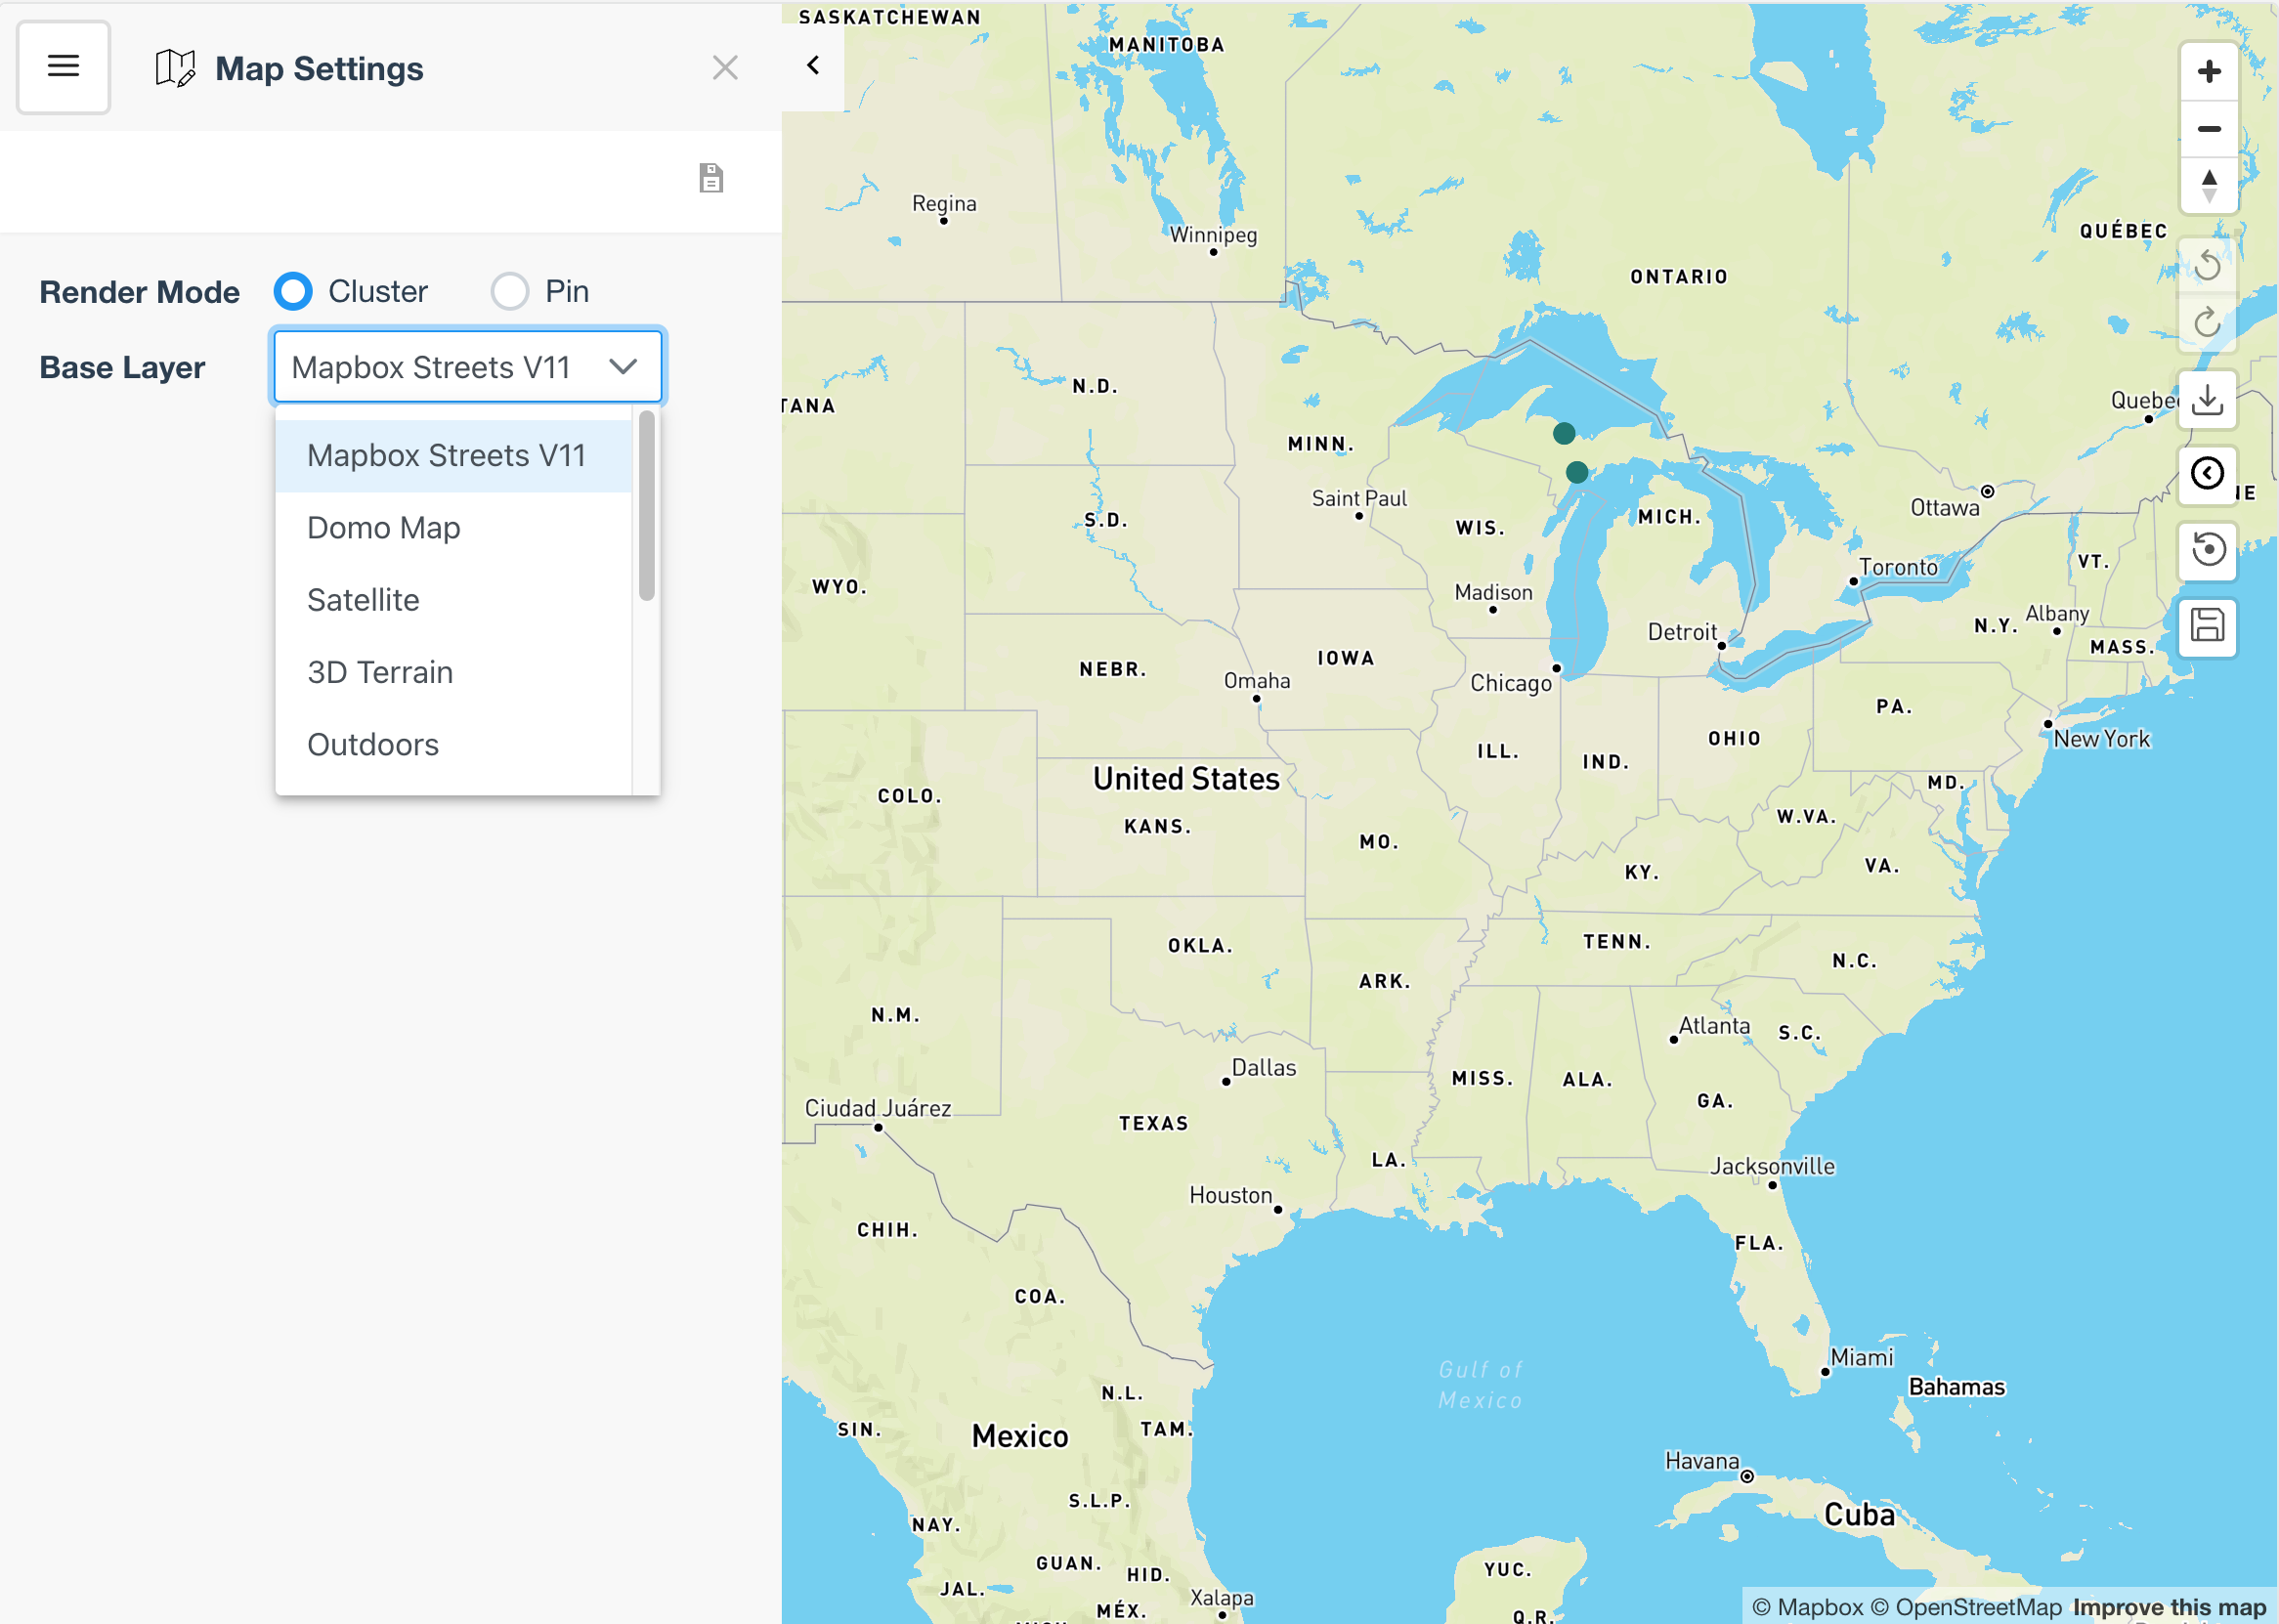 Map Settings
Render Mode
Cluster
Pin
Base Layer
Mapbox Streets V11
Mapbox Streets V11
Domo Map
Satellite
3D Terrain
Outdoors
SASKATCHEWAN
MANITOBA
Regina
Winnipeg
ONTARIO
QUÉBEC
TANA
N.D.
MINN.
Quebe
Saint Paul
S.D.
WIS.
MICH.
Ottawa
NE
WYO.
Madison
Toronto
VT.
Detroit
N.Y.
Albany
MASS.
NEBR.
Omaha
IOWA
Chicago
PA.
New York
United States
ILL.
IND.
OHIO
MD.
COLO.
KANS.
MO.
W.VA.
KY.
VA.
OKLA.
ARK.
TENN.
N.C.
N.M.
Atlanta
S.C.
Dallas
MISS.
ALA.
GA.
Ciudad Juárez
TEXAS
LA.
Jacksonville
Houston
CHIH.
FLA.
COA.
Gulf of
Mexico
Miami
Bahamas
N.L.
SIN.
Mexico
TAM.
Havana
S.L.P.
Cuba
NAY.
GUAN.
HID.
YUC.
JAL.
Xalapa
MÉX.
Q.R.
© Mapbox © OpenStreetMap Improve this map